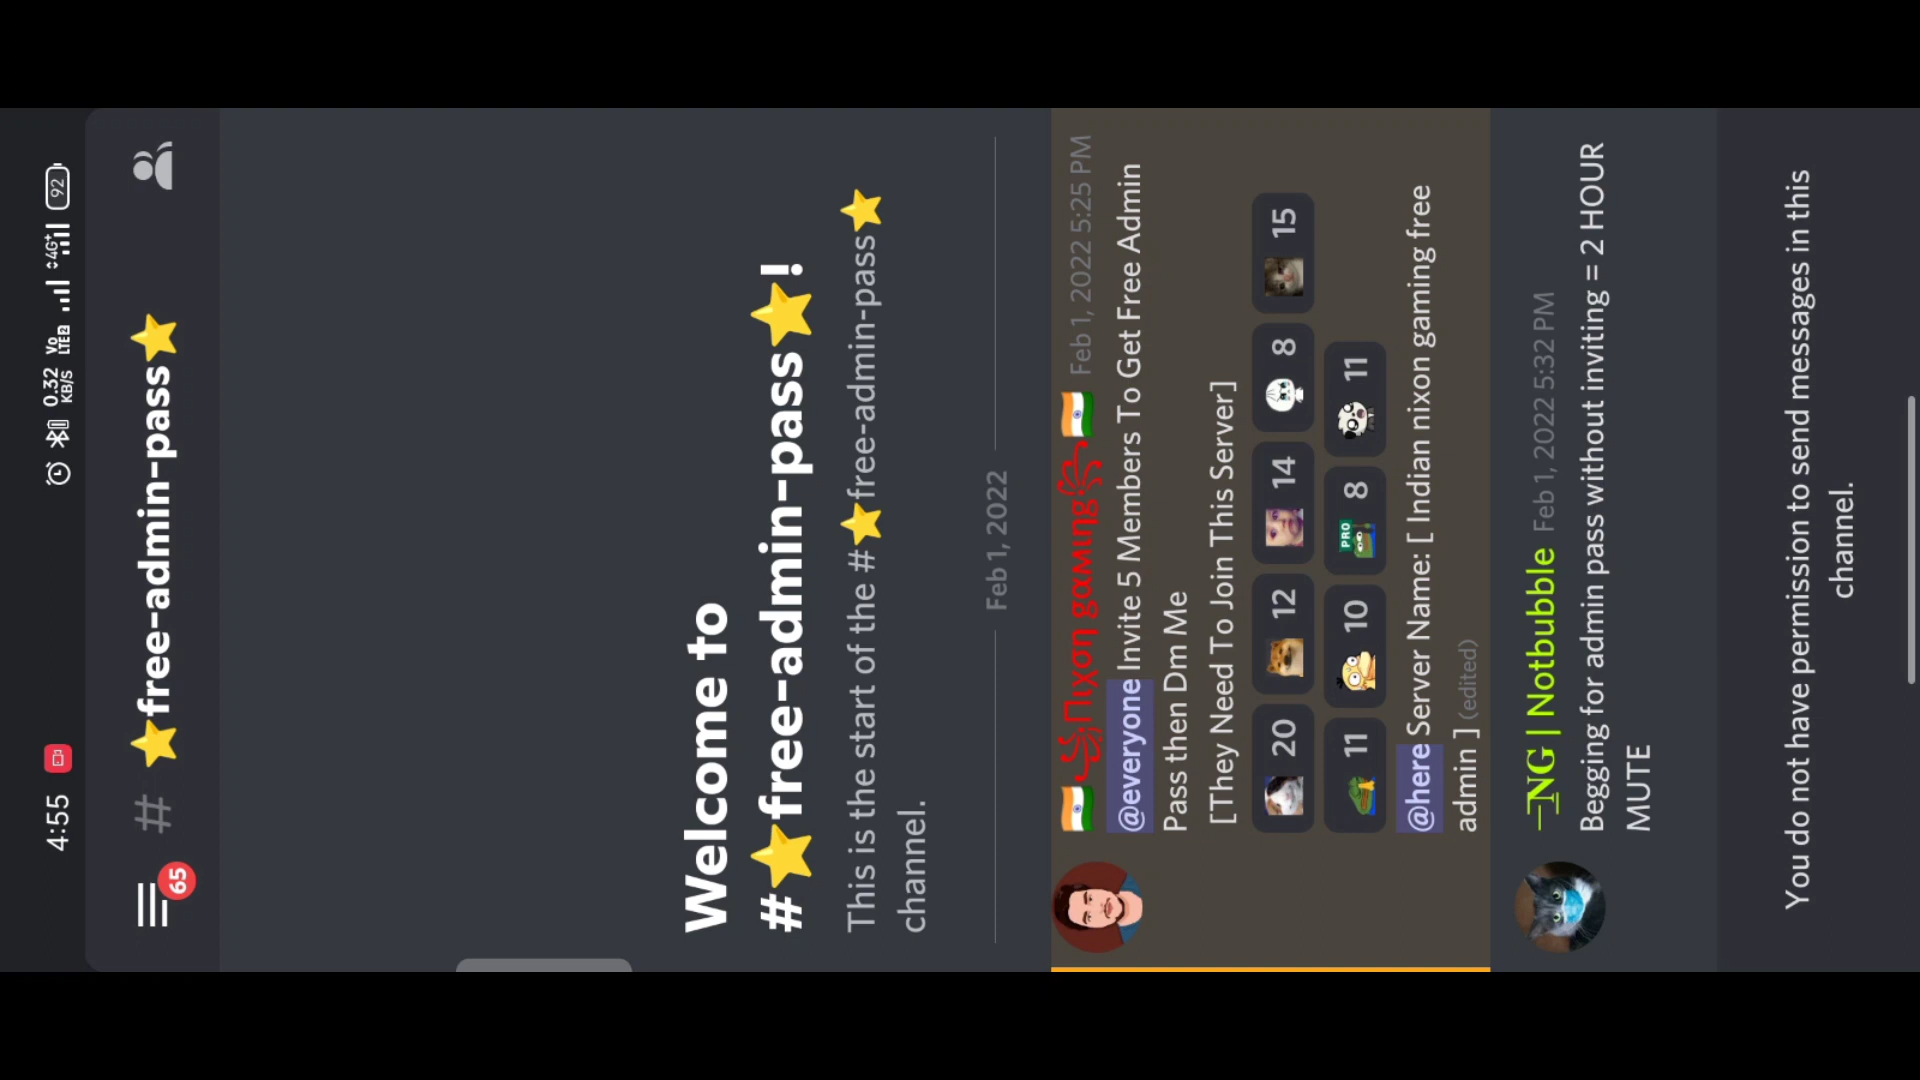 4:55
0.32 KB/S
Vo LTE2
4G+
92
65
# ⭐free-admin-pass⭐
Welcome to
#⭐free-admin-pass⭐!
This is the start of the #⭐free-admin-pass⭐
channel.
Feb 1, 2022
🇮🇳꧁Πιχση gαмιηg꧂🇮🇳 Feb 1, 2022 5:25 PM
@everyone Invite 5 Members To Get Free Admin
Pass then Dm Me
[They Need To Join This Server]
20 12 14 8 15
PRO
11 10 8 11
@here Server Name: [ Indian nixon gaming free
admin ] (edited)
NG | Notbubble Feb 1, 2022 5:32 PM
Begging for admin pass without inviting = 2 HOUR
MUTE
You do not have permission to send messages in this
channel.